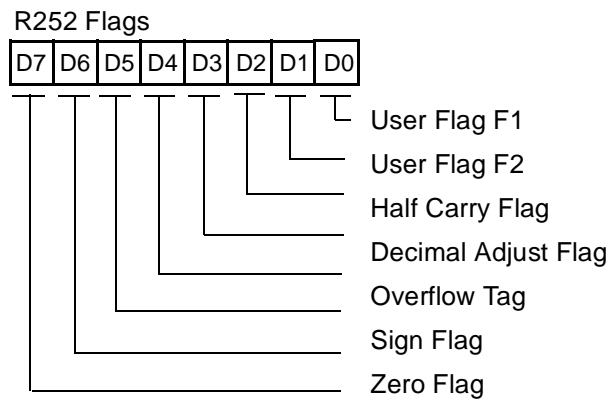 R252 Flags
D7 D6 D5 D4 D3 D2 D1 D0
User Flag F1
User Flag F2
Half Carry Flag
Decimal Adjust Flag
Overflow Tag
Sign Flag
Zero Flag